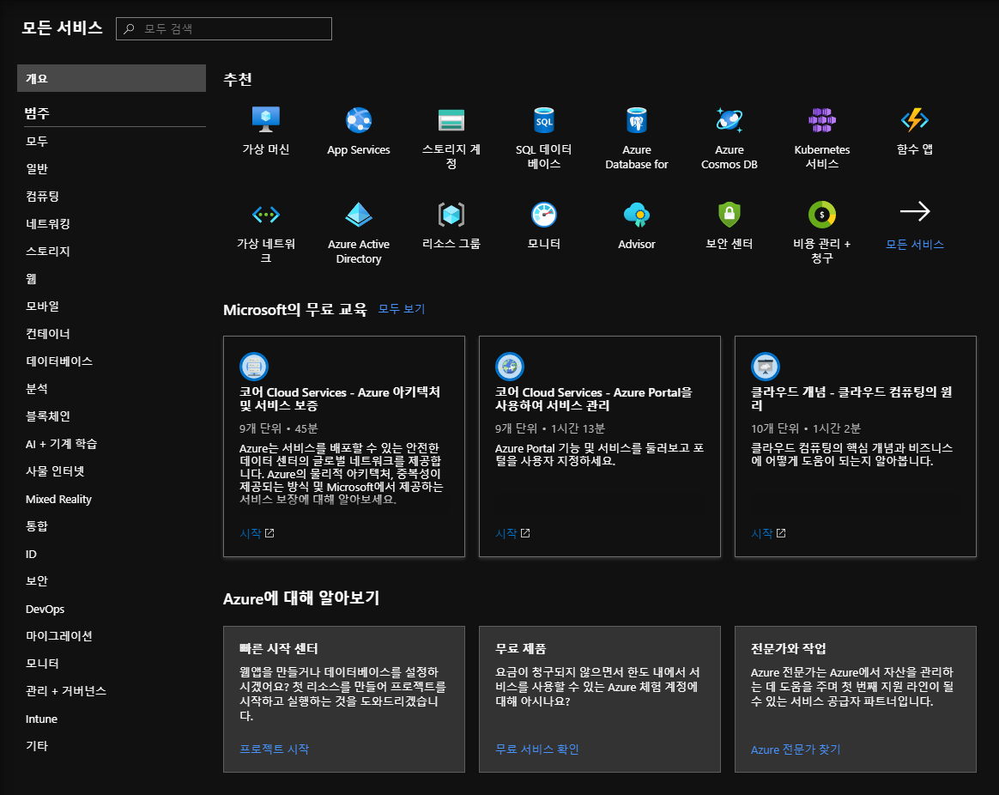 모든 서비스
모두 검색
개요
범주
모두
일반
컴퓨팅
네트워킹
스토리지
웹
모바일
컨테이너
데이터베이스
분석
블록체인
AI + 기계 학습
사물 인터넷
Mixed Reality
통합
ID
보안
DevOps
마이그레이션
모니터
관리 + 거버넌스
Intune
기타
추천
가상 머신
App Services
스토리지 계
정
SQL 데이터
베이스
Azure
Database for
Azure
Cosmos DB
Kubernetes
서비스
함수 앱
가상 네트워
크
Azure Active
Directory
리소스 그룹
모니터
Advisor
보안 센터
비용 관리 +
청구
모든 서비스
Microsoft의 무료 교육 모두 보기
코어 Cloud Services - Azure 아키텍처
및 서비스 보증
9개 단위 • 45분
Azure는 서비스를 배포할 수 있는 안전한
데이터 센터의 글로벌 네트워크를 제공합
니다. Azure의 물리적 아키텍처, 중복성이
제공되는 방식 및 Microsoft에서 제공하는
서비스 보장에 대해 알아보세요.
시작
코어 Cloud Services - Azure Portal을
사용하여 서비스 관리
9개 단위 • 1시간 13분
Azure Portal 기능 및 서비스를 둘러보고 포
털을 사용자 지정하세요.
시작
클라우드 개념 - 클라우드 컴퓨팅의 원
리
10개 단위 • 1시간 2분
클라우드 컴퓨팅의 핵심 개념과 비즈니스
에 어떻게 도움이 되는지 알아봅니다.
시작
Azure에 대해 알아보기
빠른 시작 센터
웹앱을 만들거나 데이터베이스를 설정하
시겠어요? 첫 리소스를 만들어 프로젝트를
시작하고 실행하는 것을 도와드리겠습니
다.
프로젝트 시작
무료 제품
요금이 청구되지 않으면서 한도 내에서 서
비스를 사용할 수 있는 Azure 체험 계정에
대해 아시나요?
무료 서비스 확인
전문가와 작업
Azure 전문가는 Azure에서 자산을 관리하
는 데 도움을 주며 첫 번째 지원 라인이 될
수 있는 서비스 공급자 파트너입니다.
Azure 전문가 찾기